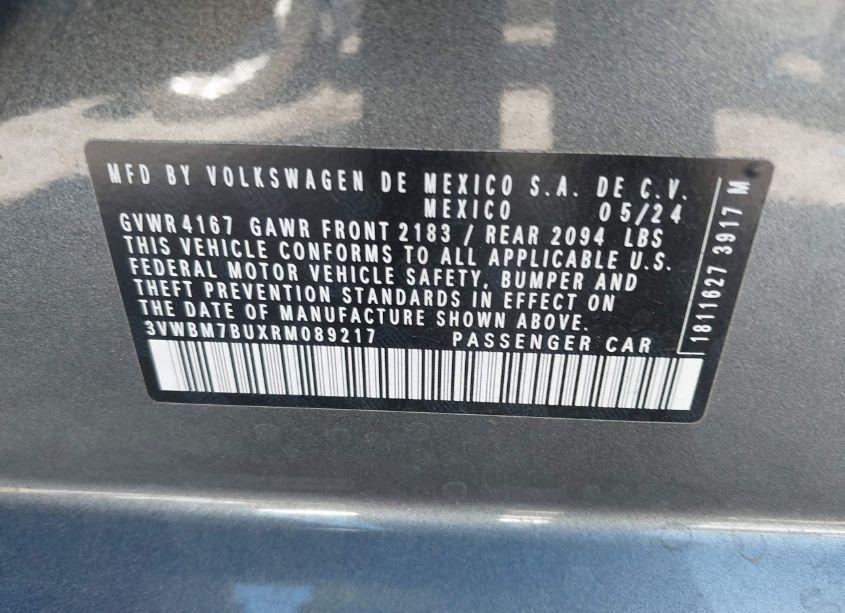 MFD BY VOLKSWAGEN DE MEXICO S.A. DE C.V.
MEXICO 05/24
GVWR 4167 GAWR FRONT 2183 / REAR 2094 LBS
THIS VEHICLE CONFORMS TO ALL APPLICABLE U.S.
FEDERAL MOTOR VEHICLE SAFETY, BUMPER AND
THEFT PREVENTION STANDARDS IN EFFECT ON
THE DATE OF MANUFACTURE SHOWN ABOVE.
3VWBM7BUXRM089217 PASSENGER CAR
1811627 3917 M